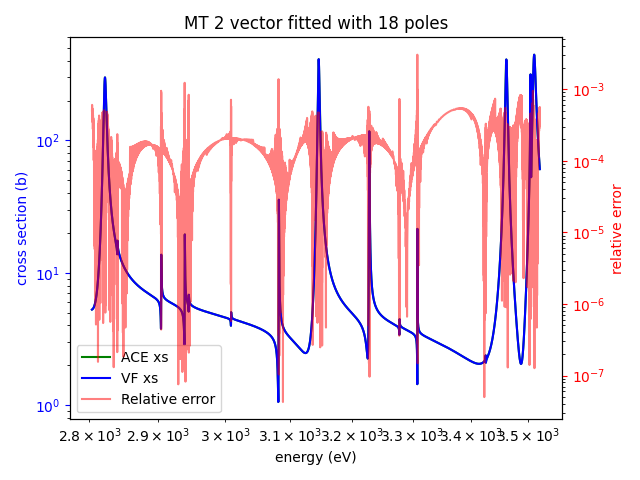 MT 2 vector fitted with 18 poles
cross section (b)
10²
10¹
10⁰
10⁻³
10⁻⁴
10⁻⁵
10⁻⁶
10⁻⁷
relative error
ACE xs
VF xs
Relative error
2.8 × 10³ 2.9 × 10³ 3 × 10³ 3.1 × 10³ 3.2 × 10³ 3.3 × 10³ 3.4 × 10³ 3.5 × 10³
energy (eV)